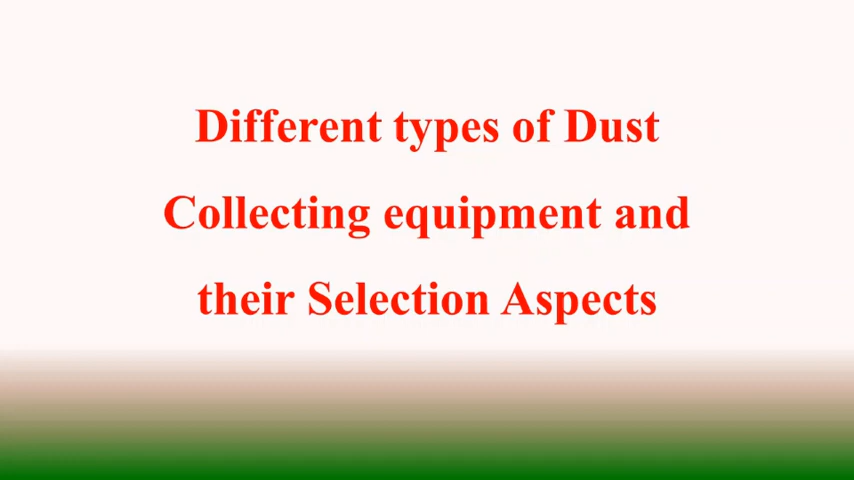 Different types of Dust
Collecting equipment and
their Selection Aspects